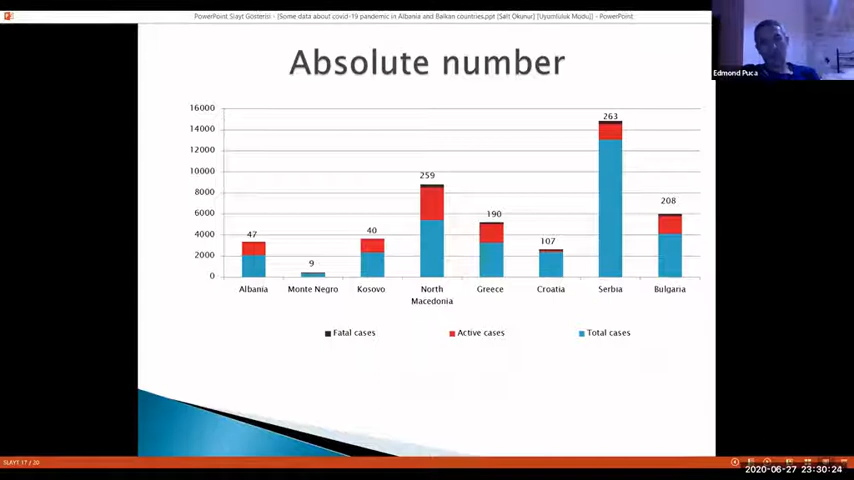 PowerPoint Slayt Gösterisi - [Some data about covid-19 pandemic in Albania and Balkan countries.ppt [Salt Okunur] [Uyumluluk Modu]] - PowerPoint
Edmond Puca
Absolute number
16000
14000
12000
10000
8000
6000
4000
2000
0
47
9
40
259
190
107
263
208
Albania
Monte Negro
Kosovo
North
Macedonia
Greece
Croatia
Serbia
Bulgaria
Fatal cases
Active cases
Total cases
SLAYT 17 / 20
2020-06-27 23:30:24